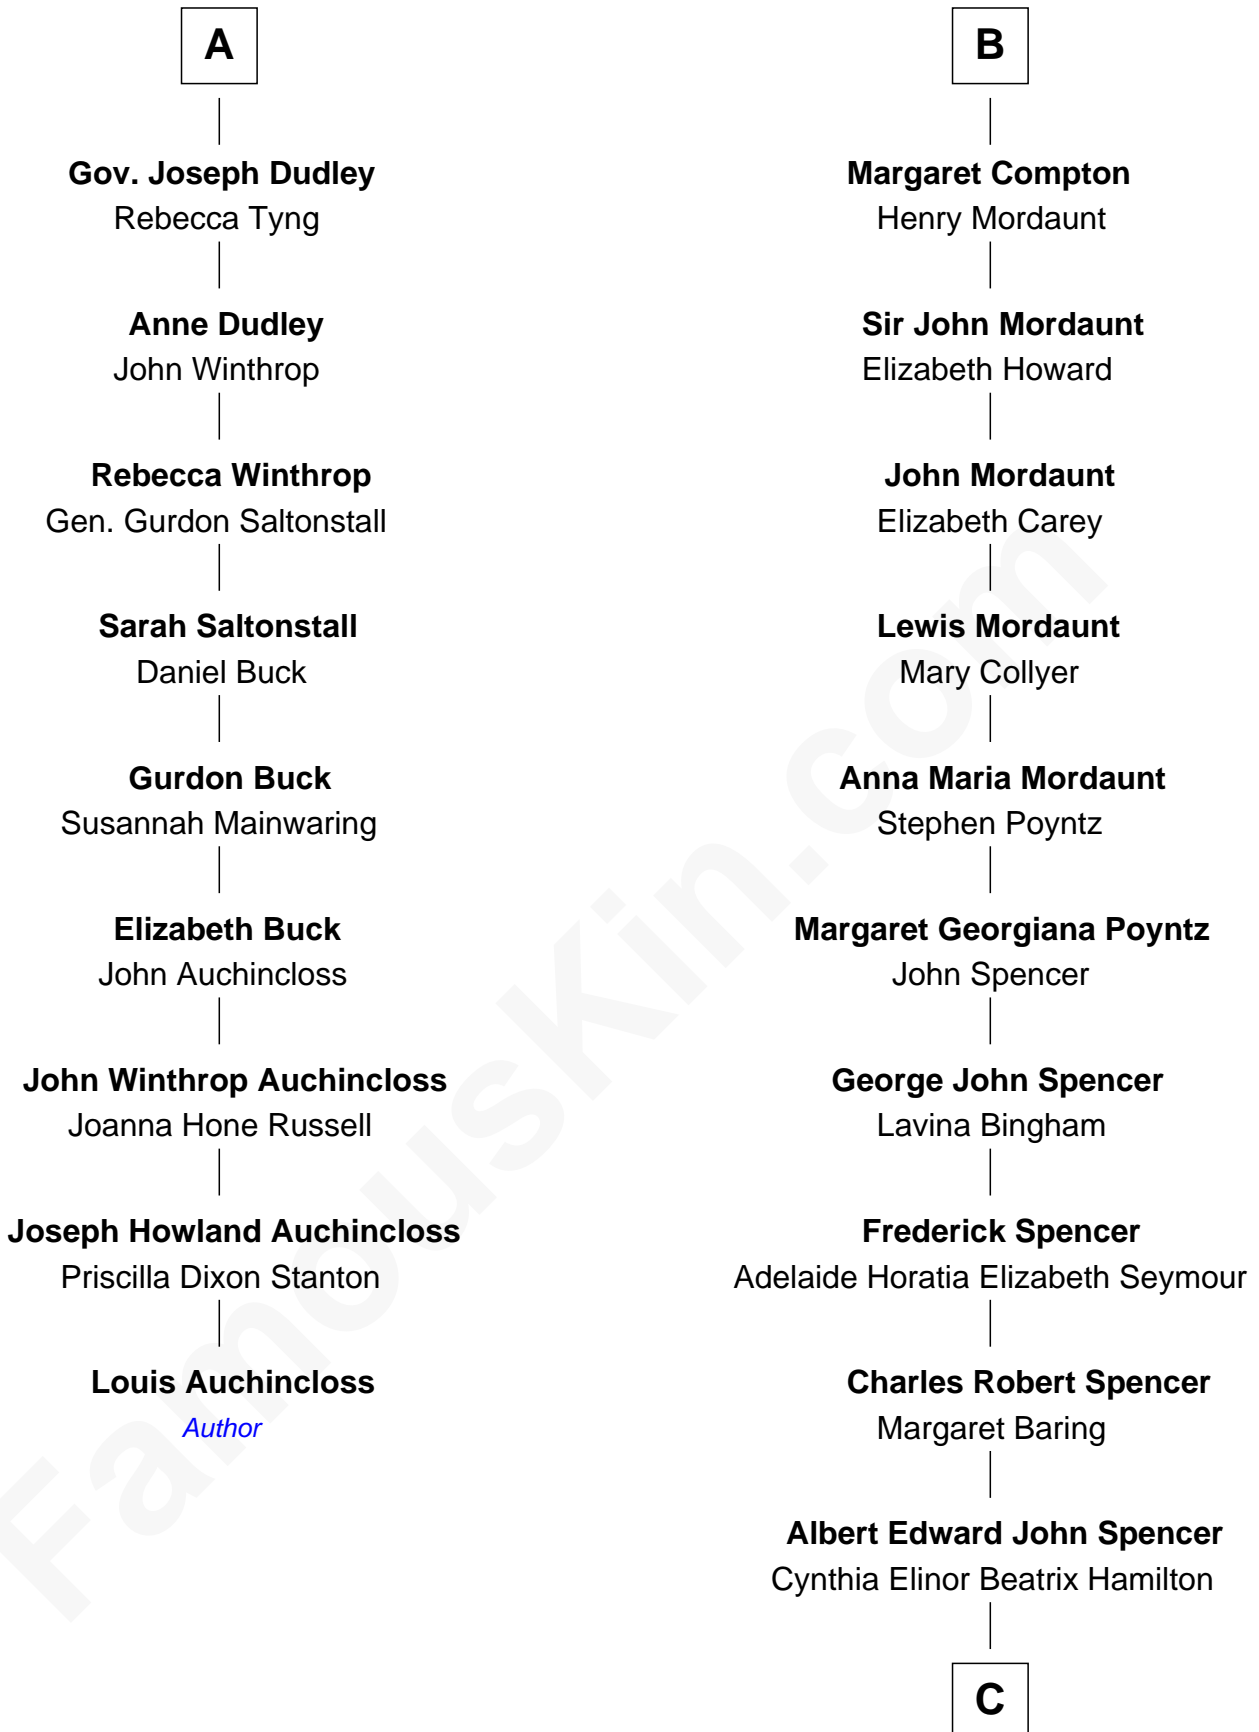 A
Gov. Joseph Dudley
Rebecca Tyng
Anne Dudley
John Winthrop
Rebecca Winthrop
Gen. Gurdon Saltonstall
Sarah Saltonstall
Daniel Buck
Gurdon Buck
Susannah Mainwaring
Elizabeth Buck
John Auchincloss
John Winthrop Auchincloss
Joanna Hone Russell
Joseph Howland Auchincloss
Priscilla Dixon Stanton
Louis Auchincloss
Author
B
Margaret Compton
Henry Mordaunt
Sir John Mordaunt
Elizabeth Howard
John Mordaunt
Elizabeth Carey
Lewis Mordaunt
Mary Collyer
Anna Maria Mordaunt
Stephen Poyntz
Margaret Georgiana Poyntz
John Spencer
George John Spencer
Lavina Bingham
Frederick Spencer
Adelaide Horatia Elizabeth Seymour
Charles Robert Spencer
Margaret Baring
Albert Edward John Spencer
Cynthia Elinor Beatrix Hamilton
C
FamousKin.com